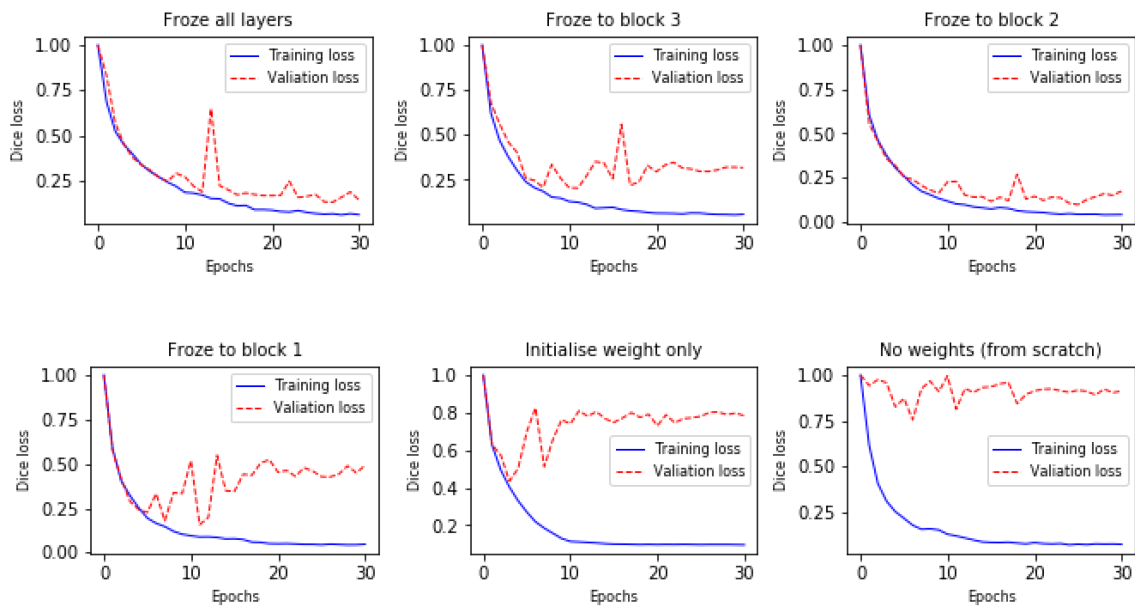 Froze all layers
1.00
0.75
0.50
0.25
Dice loss
Training loss
Valiation loss
0
10
20
30
Epochs
Froze to block 3
1.00
0.75
0.50
0.25
Dice loss
Training loss
Valiation loss
0
10
20
30
Epochs
Froze to block 2
1.00
0.75
0.50
0.25
0.00
Dice loss
Training loss
Valiation loss
0
10
20
30
Epochs
Froze to block 1
1.00
0.75
0.50
0.25
0.00
Dice loss
Training loss
Valiation loss
0
10
20
30
Epochs
Initialise weight only
1.0
0.8
0.6
0.4
0.2
Dice loss
Training loss
Valiation loss
0
10
20
30
Epochs
No weights (from scratch)
1.00
0.75
0.50
0.25
Dice loss
Training loss
Valiation loss
0
10
20
30
Epochs